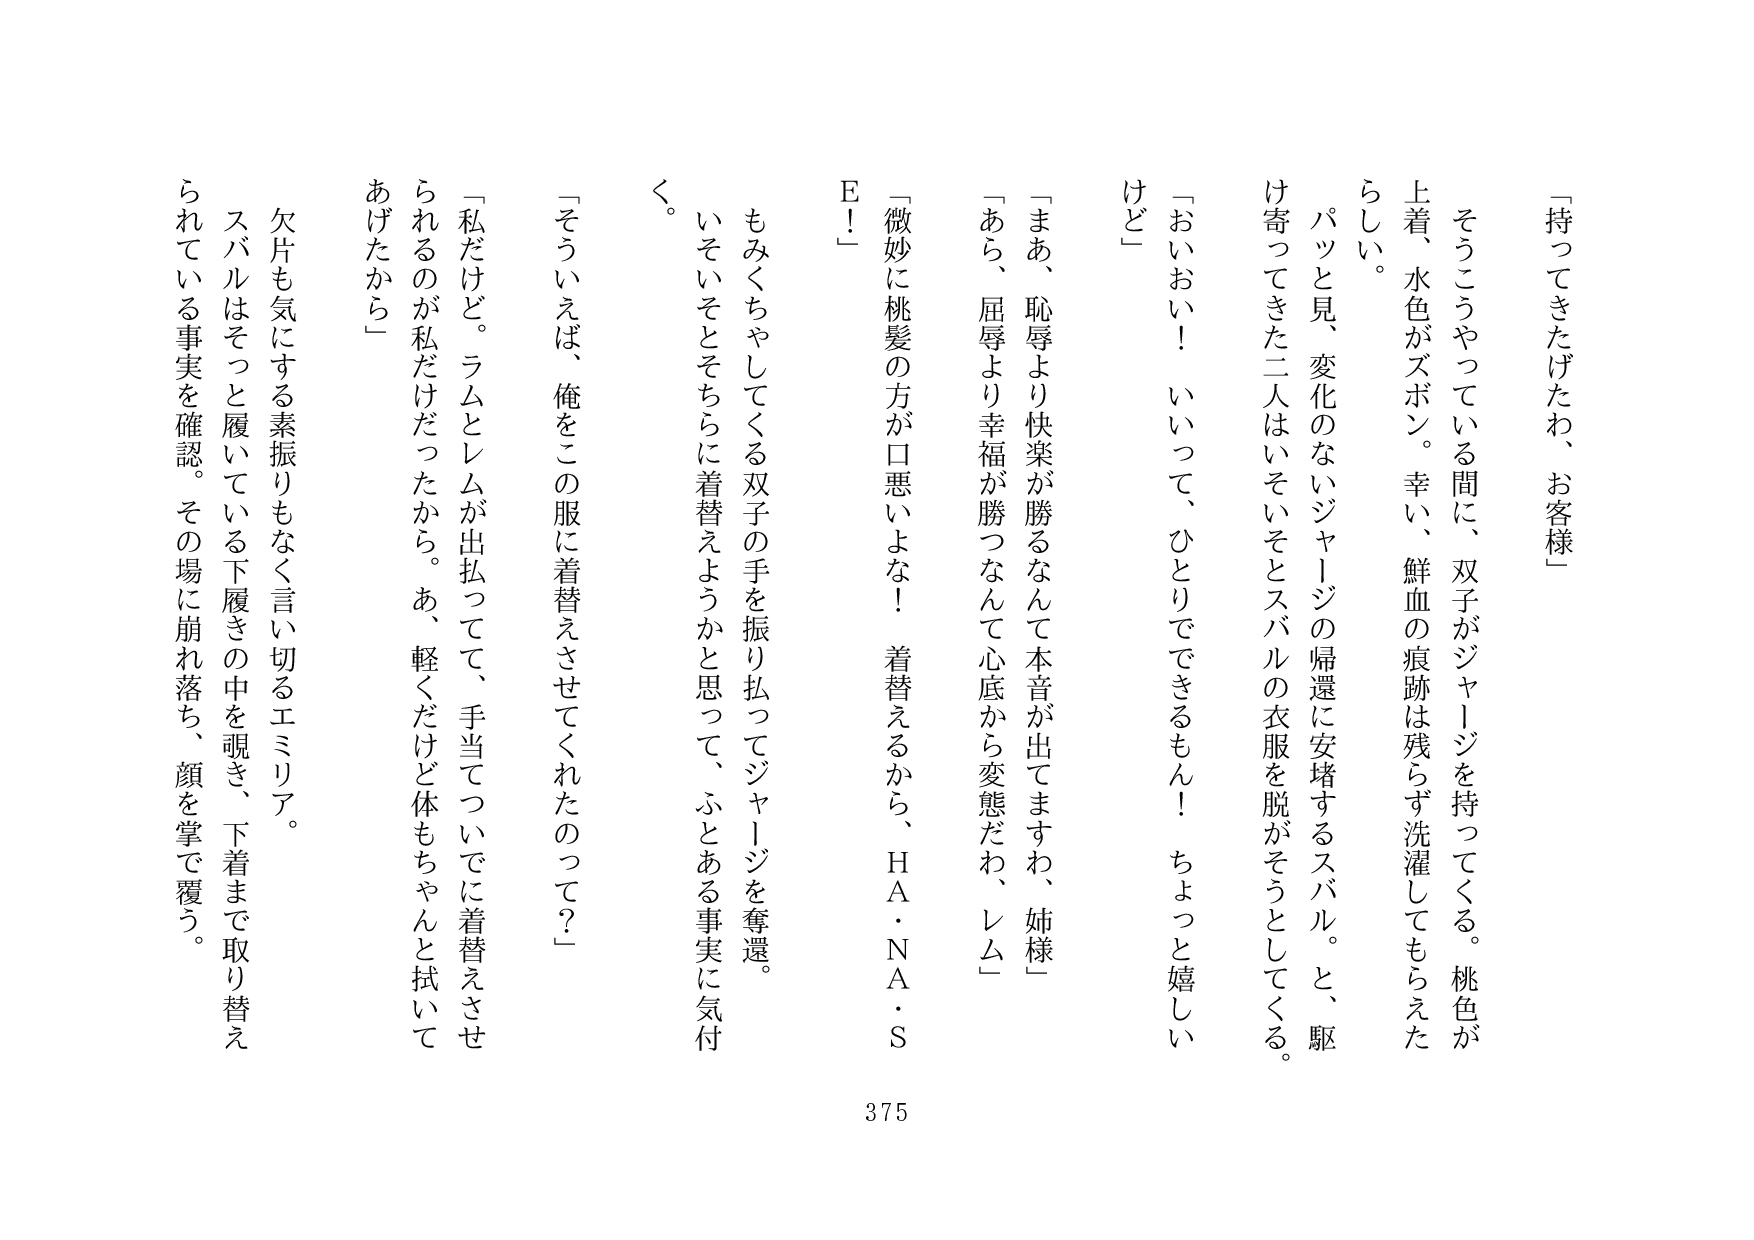 「持ってきたげたわ、お客様」
　そうこうやっている間に、双子がジャージを持ってくる。桃色が
上着、水色がズボン。幸い、鮮血の痕跡は残らず洗濯してもらえた
らしい。
　パッと見、変化のないジャージの帰還に安堵するスバル。と、駆
け寄ってきた二人はいそいそとスバルの衣服を脱がそうとしてくる。
「おいおい！　いいって、ひとりでできるもん！　ちょっと嬉しい
けど」
「まあ、恥辱より快楽が勝るなんて本音が出てますわ、姉様」
「あら、屈辱より幸福が勝つなんて心底から変態だわ、レム」
「微妙に桃髪の方が口悪いよな！　着替えるから、ＨＡ・ＮＡ・Ｓ
Ｅ！」
　もみくちゃしてくる双子の手を振り払ってジャージを奪還。
　いそいそとそちらに着替えようかと思って、ふとある事実に気付
く。
「そういえば、俺をこの服に着替えさせてくれたのって？」
「私だけど。ラムとレムが出払ってて、手当てついでに着替えさせ
られるのが私だけだったから。あ、軽くだけど体もちゃんと拭いて
あげたから」
　欠片も気にする素振りもなく言い切るエミリア。
　スバルはそっと履いている下履きの中を覗き、下着まで取り替え
られている事実を確認。その場に崩れ落ち、顔を掌で覆う。
375